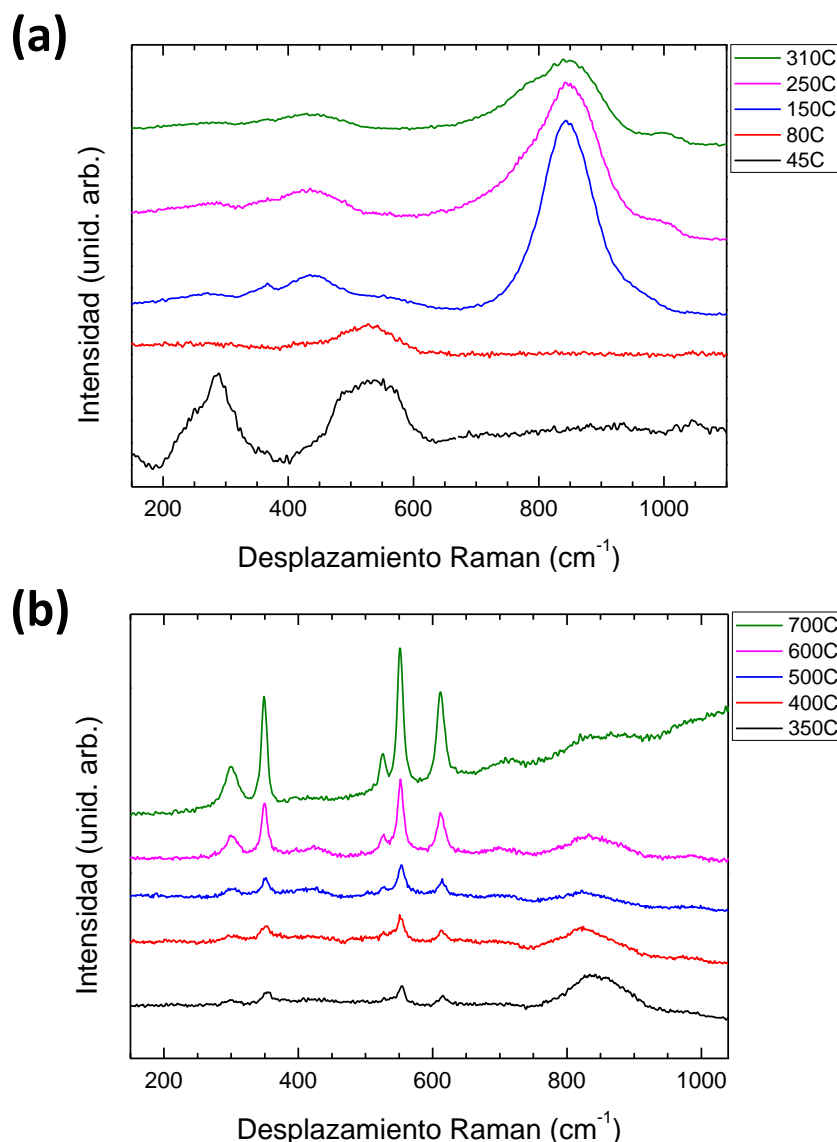 (a)
310C
250C
150C
80C
45C
Intensidad (unid. arb.)
200 400 600 800 1000
Desplazamiento Raman (cm⁻¹)
(b)
700C
600C
500C
400C
350C
Intensidad (unid. arb.)
200 400 600 800 1000
Desplazamiento Raman (cm⁻¹)